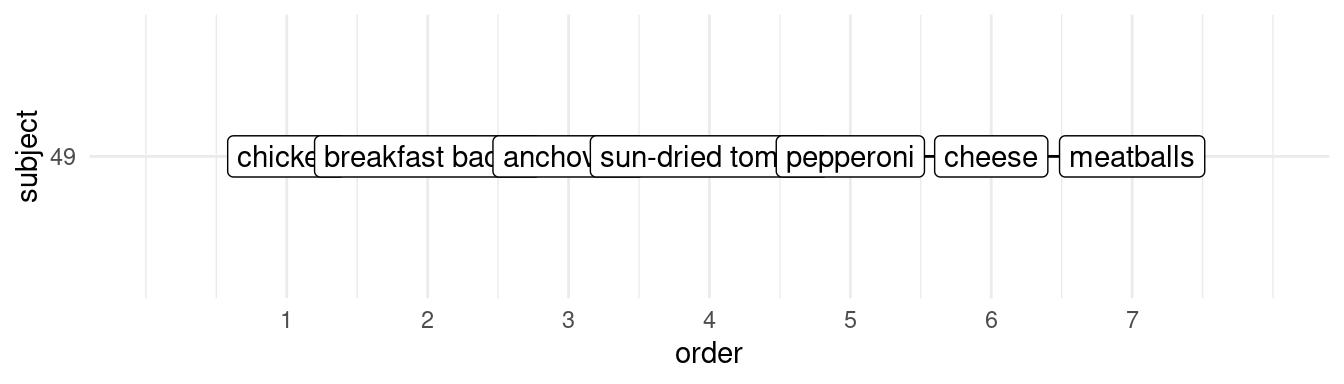 subject
49
chicke breakfast bac anchov sun-dried tom pepperoni cheese meatballs
1 2 3 4 5 6 7
order